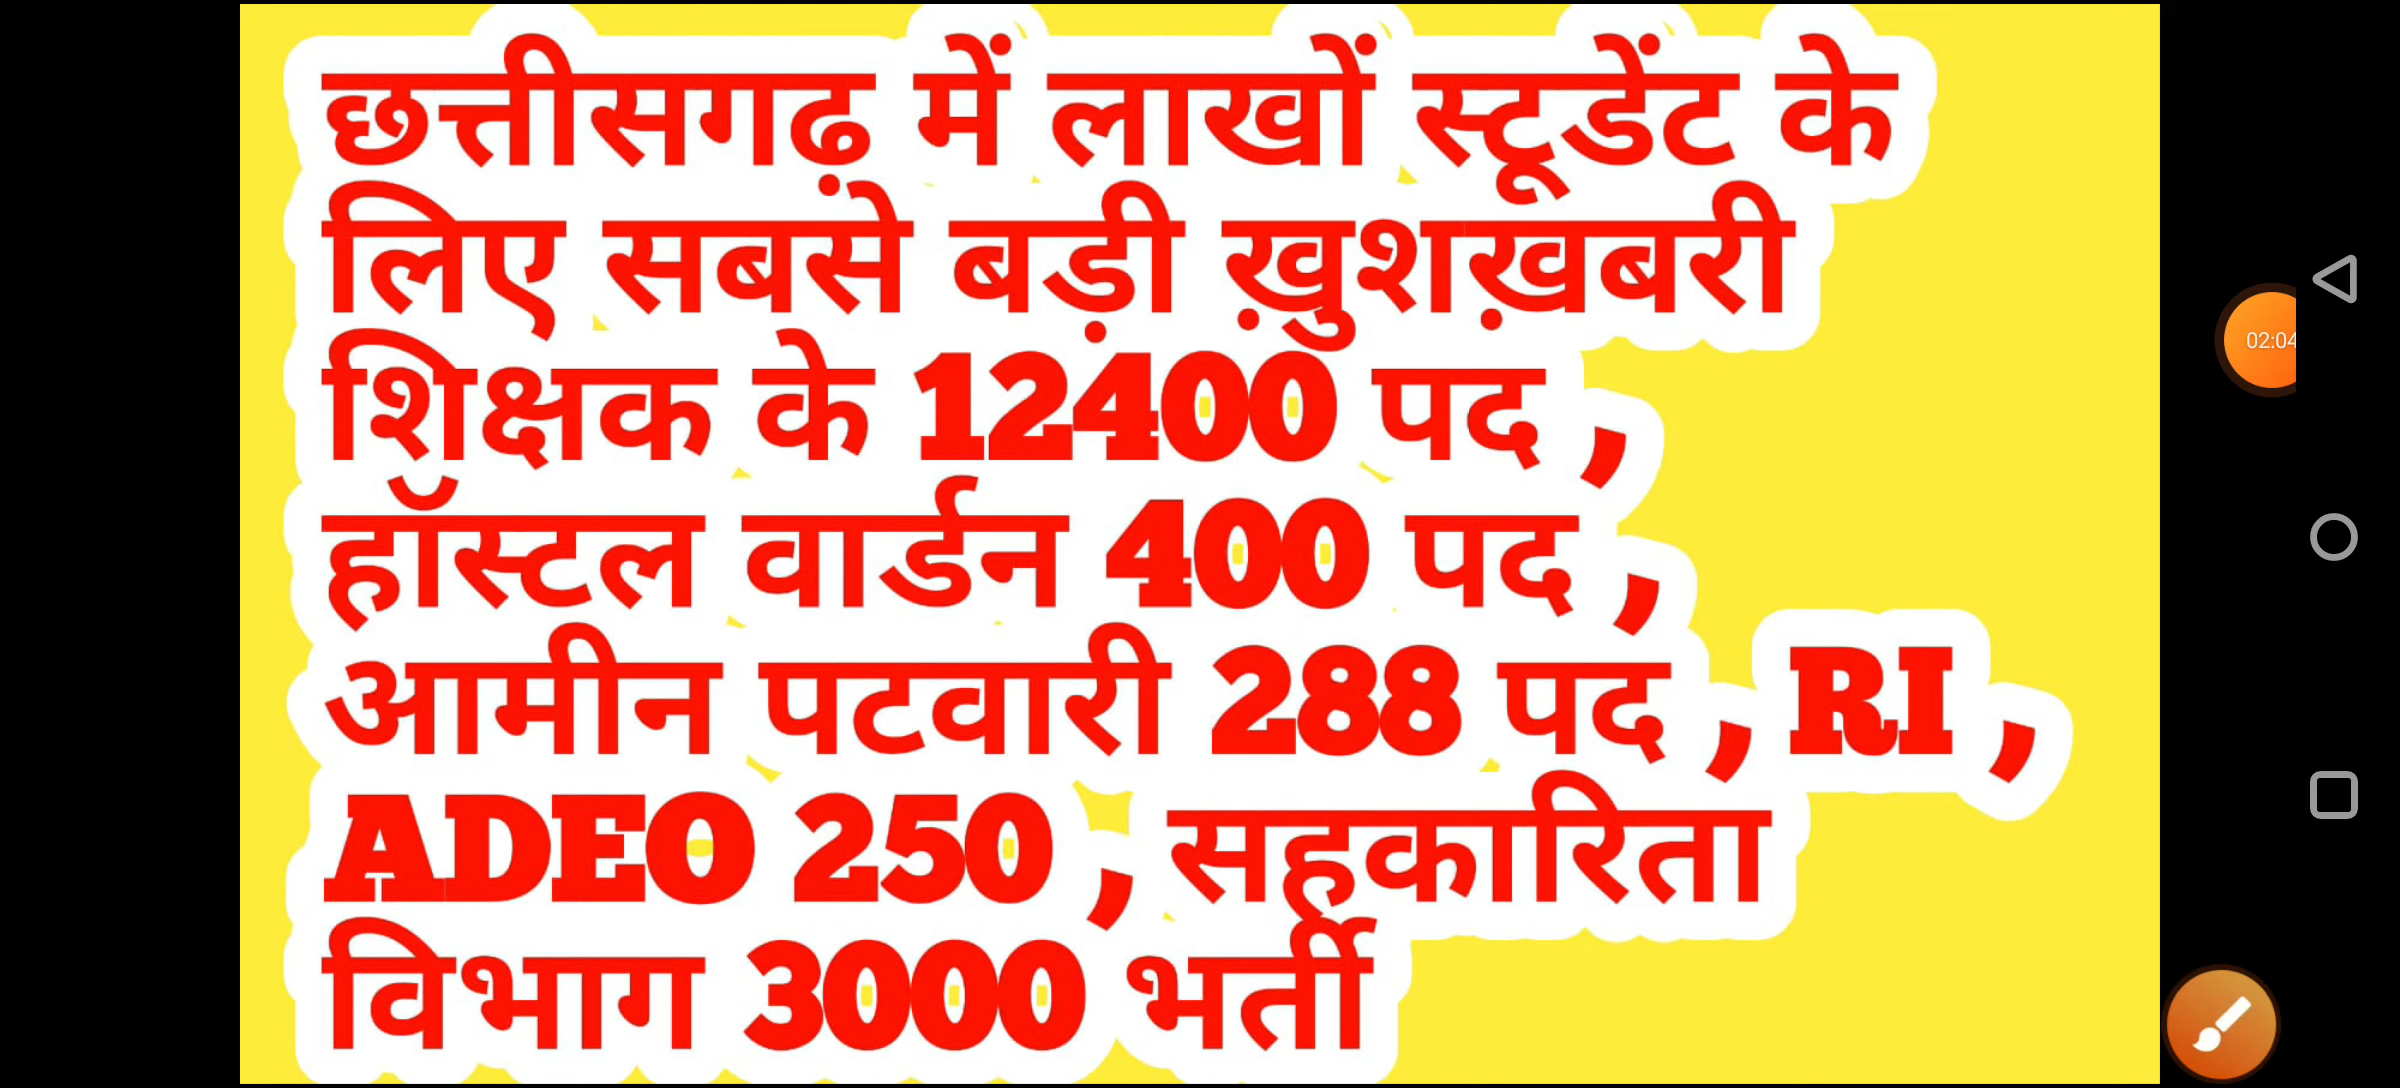 छत्तीसगढ़ में लाखों स्टूडेंट के
लिए सबसे बड़ी ख़ुशख़बरी
शिक्षक के 12400 पद ,
हॉस्टल वार्डन 400 पद ,
आमीन पटवारी 288 पद , RI ,
ADEO 250 , सहकारिता
विभाग 3000 भर्ती
02:04